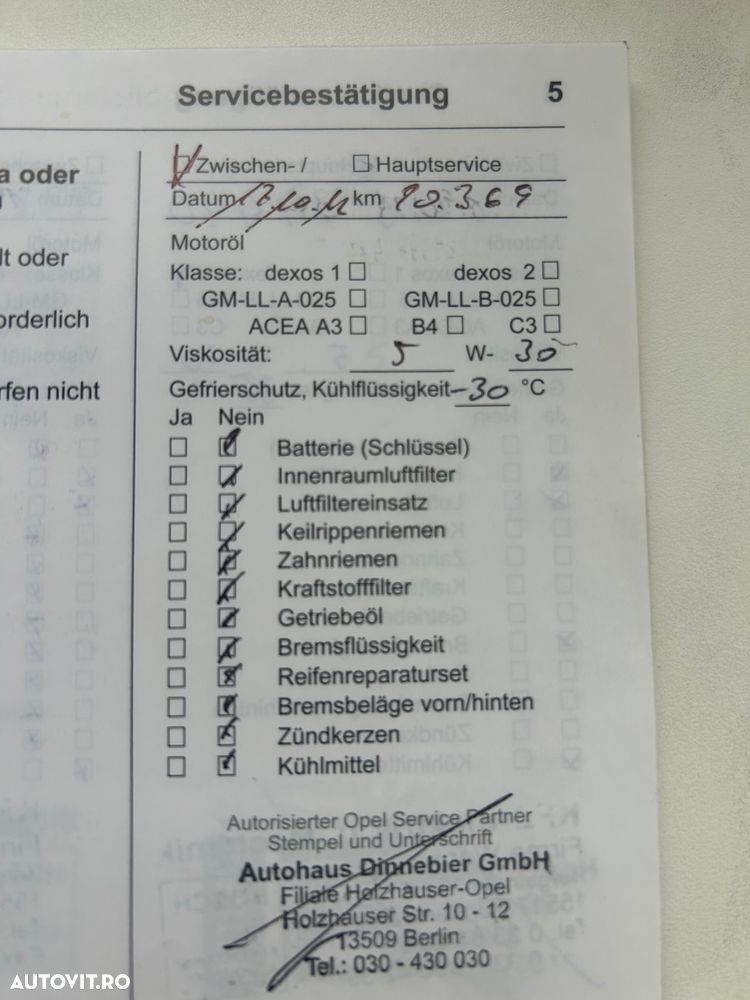 Servicebestätigung 5
a oder
lt oder
orderlich
rfen nicht
Zwischen- / Hauptservice
Datum km
Motoröl
Klasse: dexos 1 dexos 2
GM-LL-A-025 GM-LL-B-025
ACEA A3 B4 C3
Viskosität: 5 W- 30
Gefrierschutz, Kühlflüssigkeit -30 °C
Ja Nein
Batterie (Schlüssel)
Innenraumluftfilter
Luftfiltereinsatz
Keilrippenriemen
Zahnriemen
Kraftstofffilter
Getriebeöl
Bremsflüssigkeit
Reifenreparaturset
Bremsbeläge vorn/hinten
Zündkerzen
Kühlmittel
Autorisierter Opel Service Partner
Stempel und Unterschrift
Autohaus Dinnebier GmbH
Filiale Holzhauser-Opel
Holzhauser Str. 10 - 12
13509 Berlin
Tel.: 030 - 430 030
AUTOVIT.RO